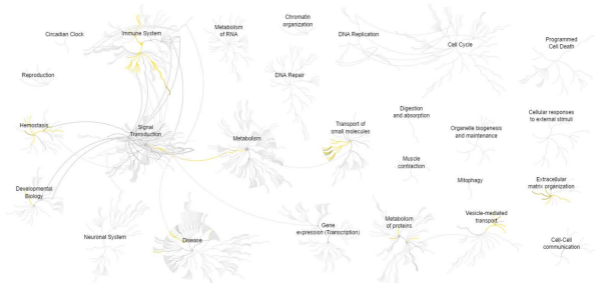 Circadian Clock
Immune System
Metabolism
of RNA
Chromatin
organization
DNA Replication
Cell Cycle
Programmed
Cell Death
Reproduction
DNA Repair
Hemostasis
Signal
Transduction
Metabolism
Transport of
small molecules
Digestion
and absorption
Organelle biogenesis
and maintenance
Cellular responses
to external stimuli
Muscle
contraction
Mitophagy
Extracellular
matrix organization
Developmental
Biology
Neuronal System
Disease
Gene
expression (Transcription)
Metabolism
of proteins
Vesicle-mediated
transport
Cell-Cell
communication